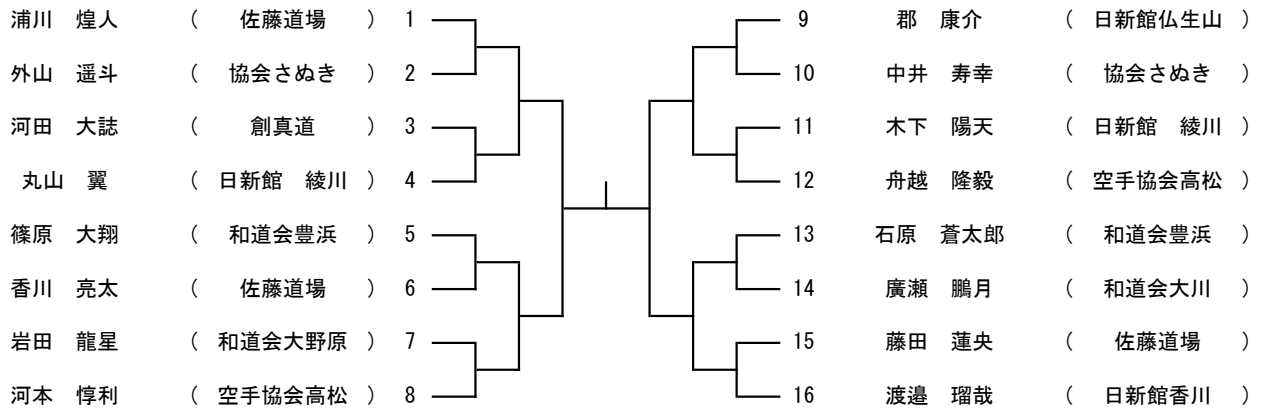 浦川 煌人 ( 佐藤道場 ) 1
外山 遥斗 ( 協会さぬき ) 2
河田 大誌 ( 創真道 ) 3
丸山 翼 ( 日新館 綾川 ) 4
篠原 大翔 ( 和道会豊浜 ) 5
香川 亮太 ( 佐藤道場 ) 6
岩田 龍星 ( 和道会大野原 ) 7
河本 惇利 ( 空手協会高松 ) 8
9 郡 康介 ( 日新館仏生山 )
10 中井 寿幸 ( 協会さぬき )
11 木下 陽天 ( 日新館 綾川 )
12 舟越 隆毅 ( 空手協会高松 )
13 石原 蒼太郎 ( 和道会豊浜 )
14 廣瀬 鵬月 ( 和道会大川 )
15 藤田 蓮央 ( 佐藤道場 )
16 渡邉 瑠哉 ( 日新館香川 )